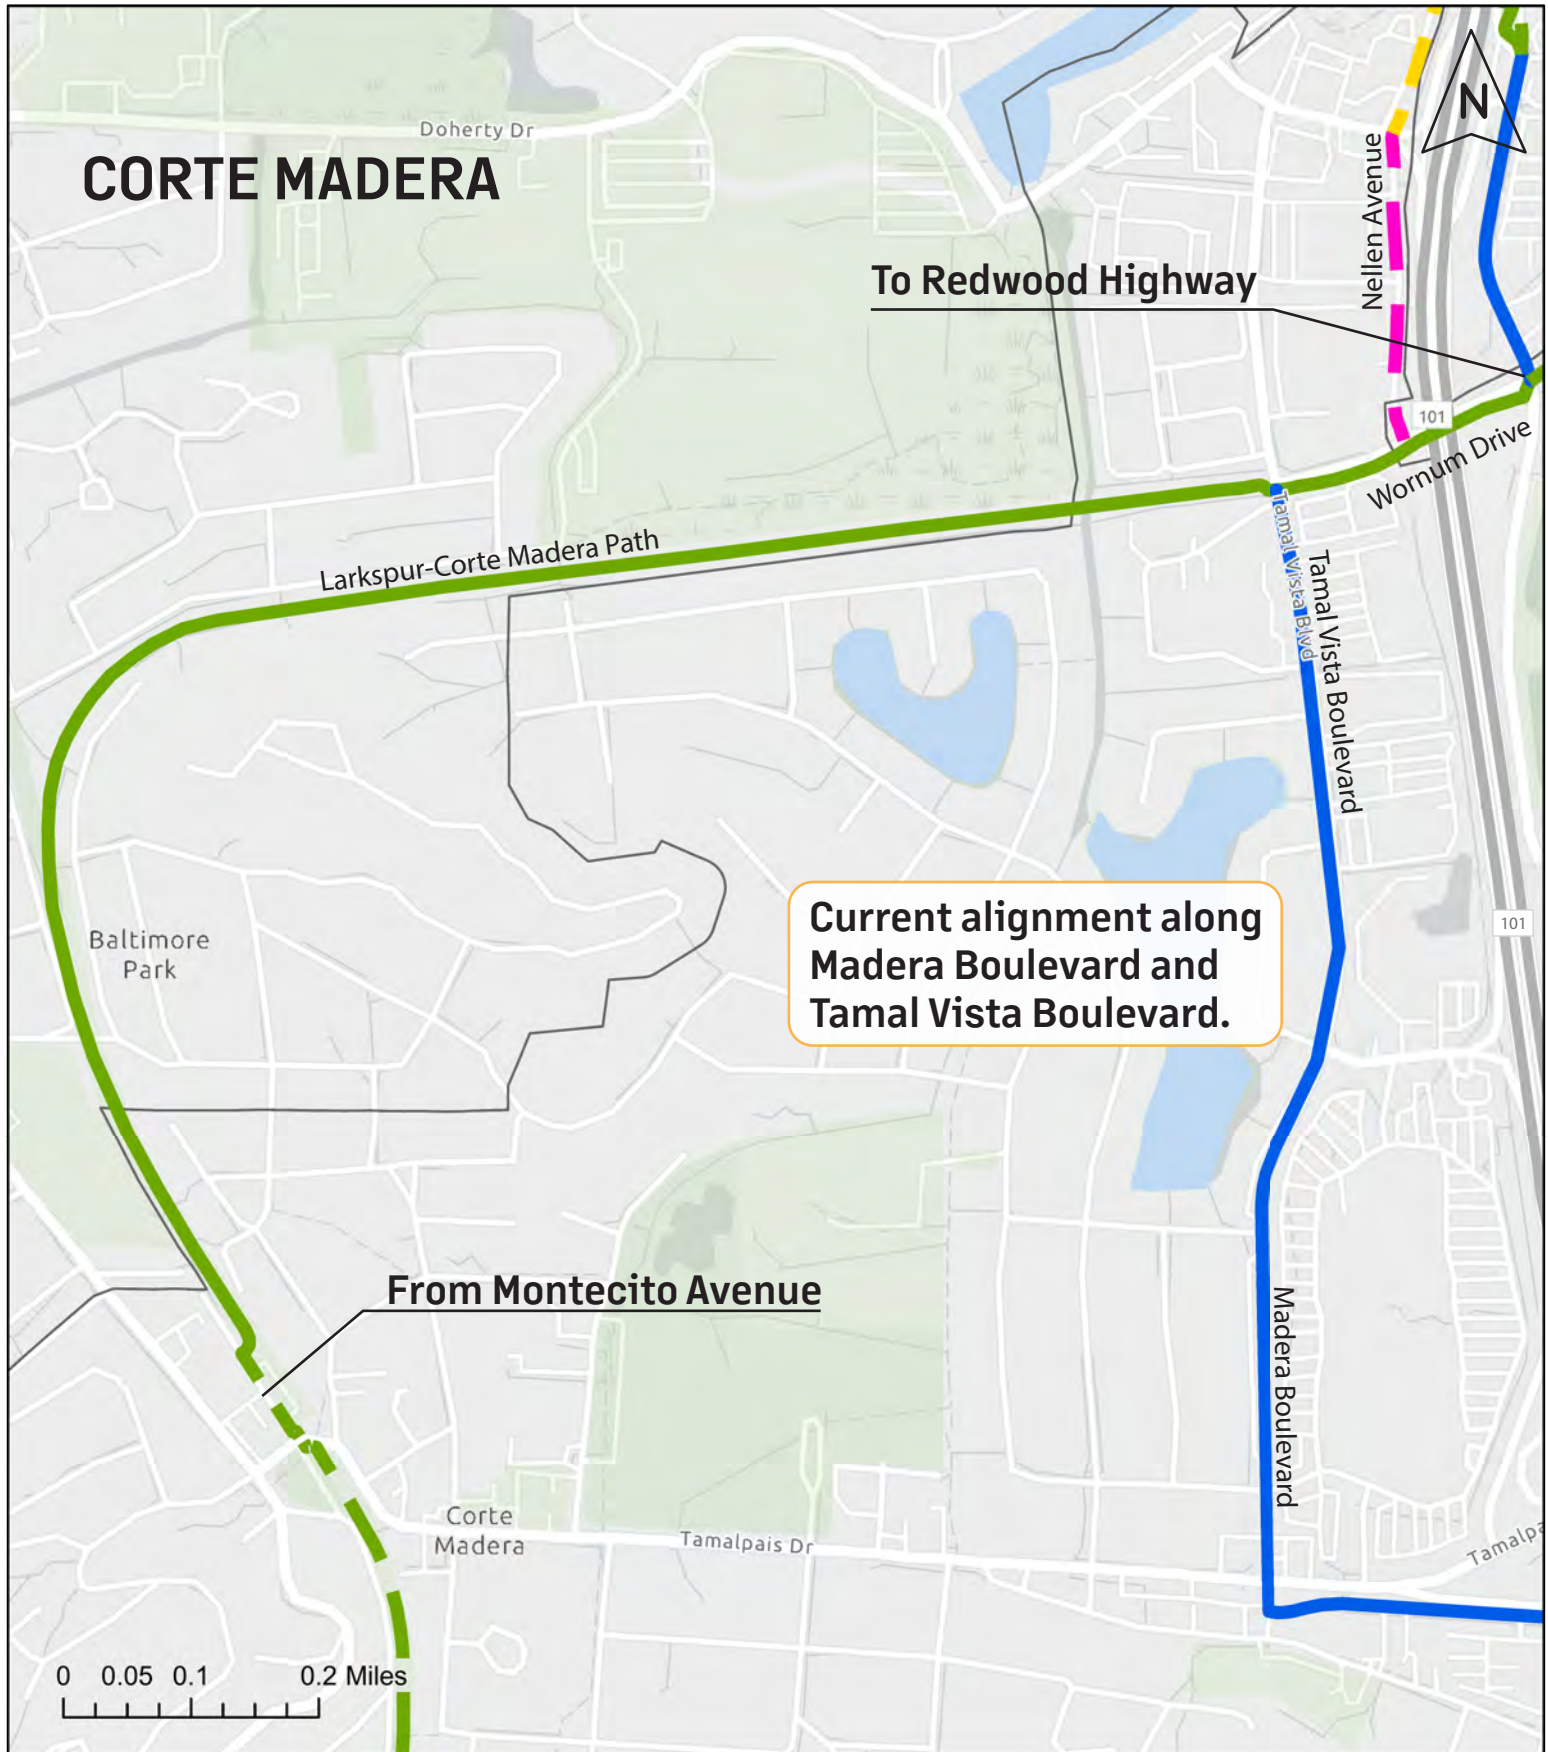 Doherty Dr
CORTE MADERA
N
Nellen Avenue
To Redwood Highway
101
Wornum Drive
Larkspur-Corte Madera Path
Tamal Vista Blvd
Tamal Vista Boulevard
Current alignment along
Madera Boulevard and
Tamal Vista Boulevard.
101
Baltimore
Park
From Montecito Avenue
Madera Boulevard
Corte
Madera
Tamalpais Dr
Tamalpa
0 0.05 0.1 0.2 Miles